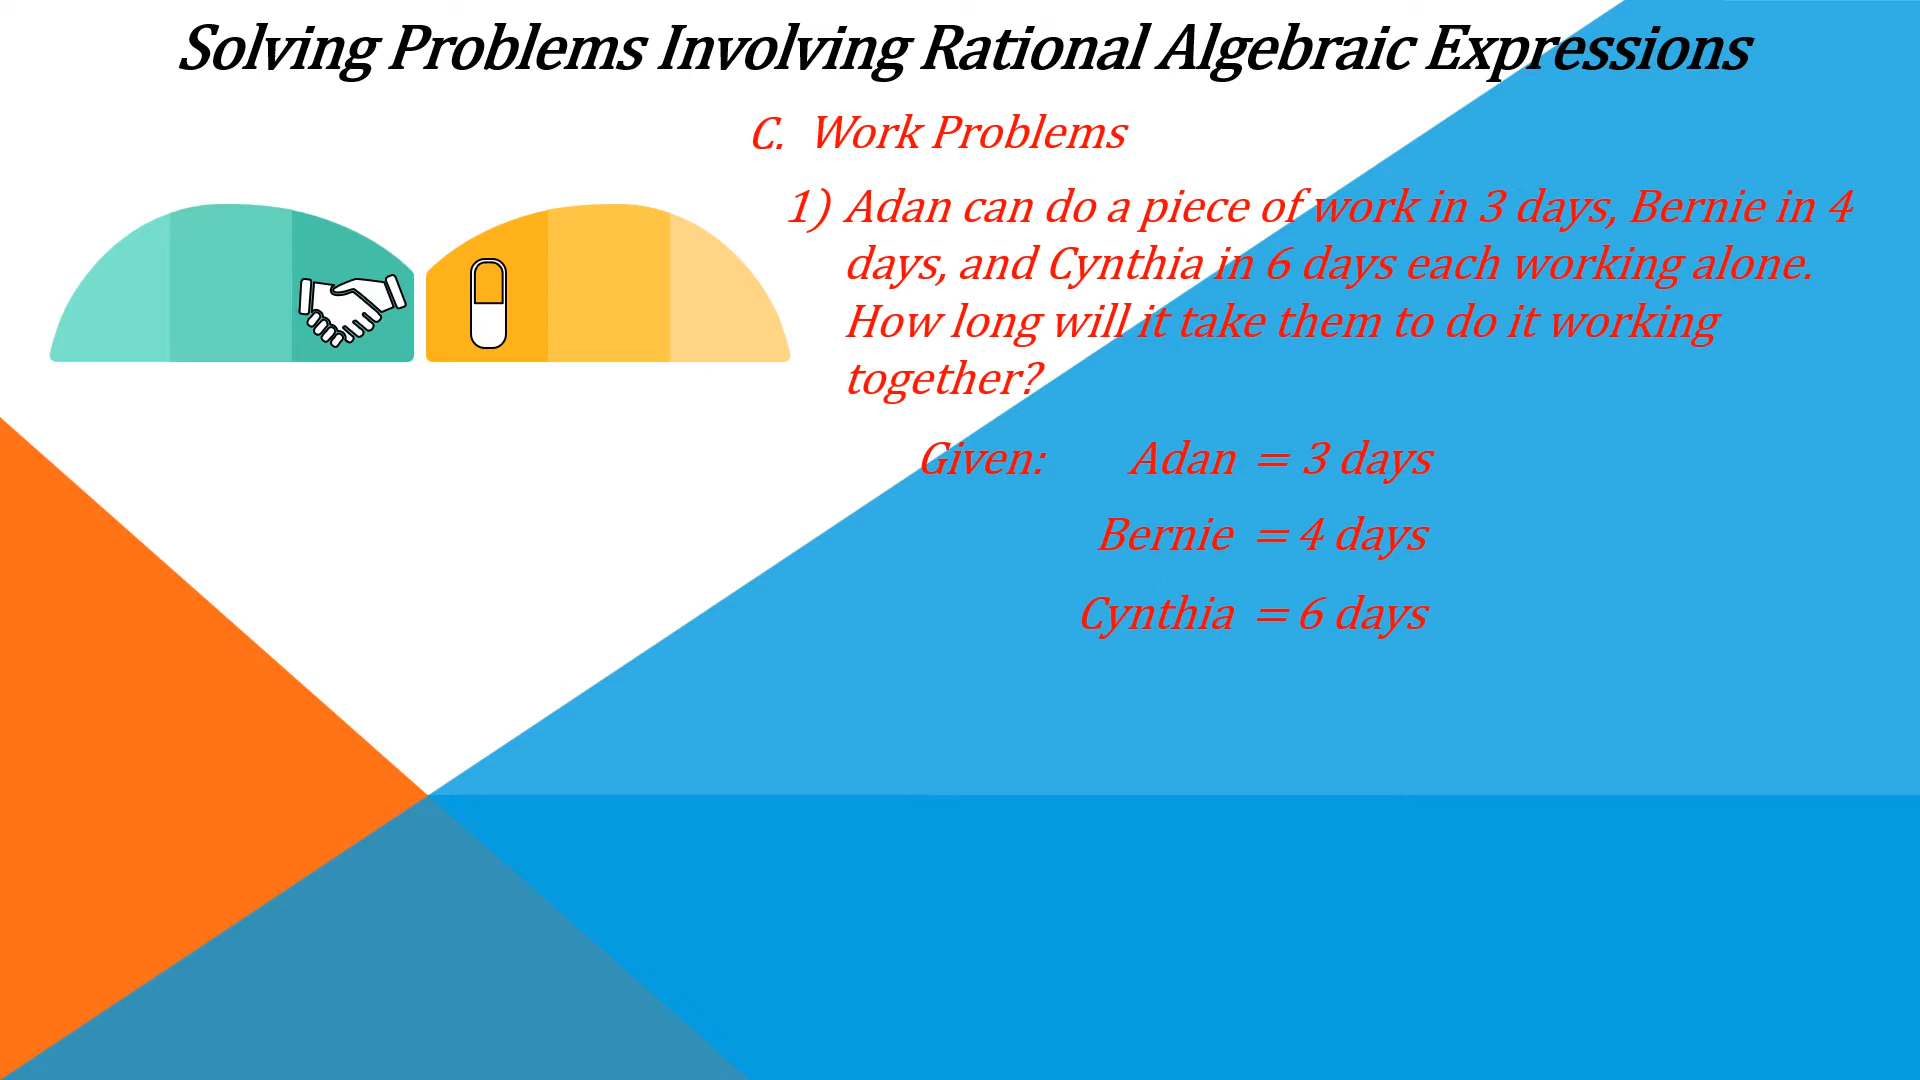 Solving Problems Involving Rational Algebraic Expressions
C. Work Problems
1) Adan can do a piece of work in 3 days, Bernie in 4
days, and Cynthia in 6 days each working alone.
How long will it take them to do it working
together?
Given: Adan = 3 days
Bernie = 4 days
Cynthia = 6 days